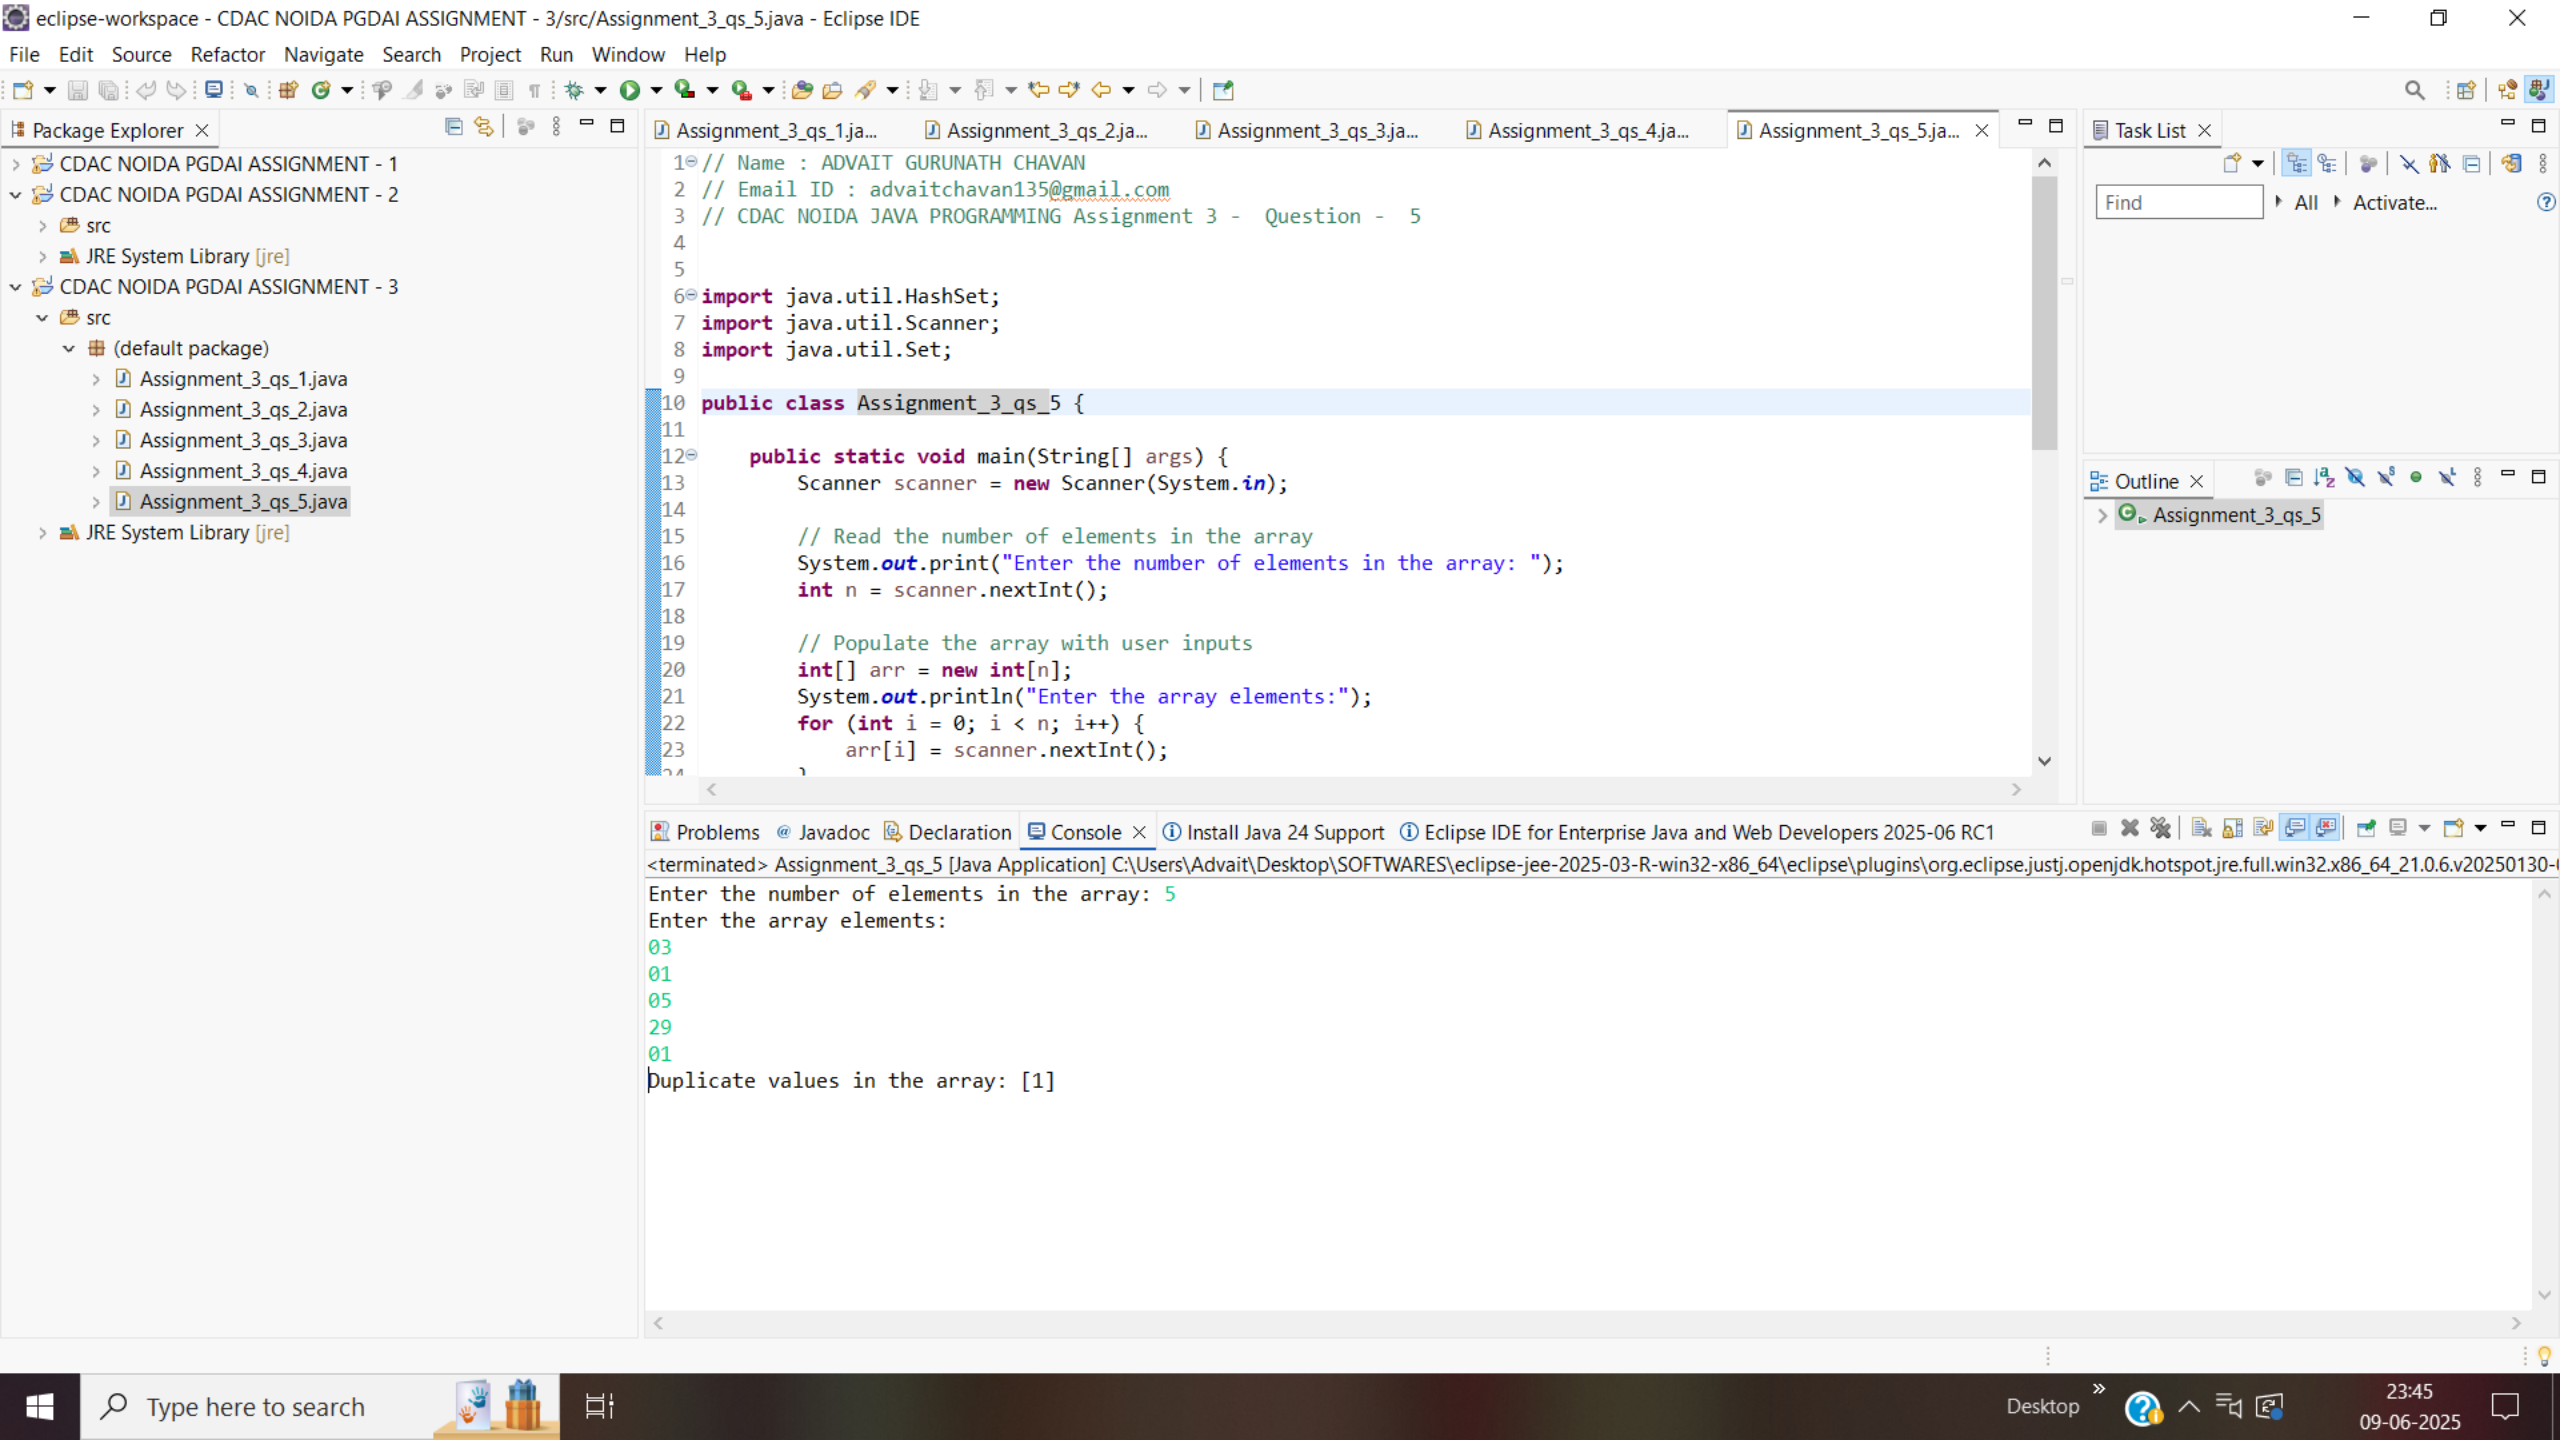 eclipse-workspace - CDAC NOIDA PGDAI ASSIGNMENT - 3/src/Assignment_3_qs_5.java - Eclipse IDE
File Edit Source Refactor Navigate Search Project Run Window Help
Package Explorer
CDAC NOIDA PGDAI ASSIGNMENT - 1
CDAC NOIDA PGDAI ASSIGNMENT - 2
src
JRE System Library [jre]
CDAC NOIDA PGDAI ASSIGNMENT - 3
src
(default package)
Assignment_3_qs_1.java
Assignment_3_qs_2.java
Assignment_3_qs_3.java
Assignment_3_qs_4.java
Assignment_3_qs_5.java
JRE System Library [jre]
Assignment_3_qs_1.ja... Assignment_3_qs_2.ja... Assignment_3_qs_3.ja... Assignment_3_qs_4.ja... Assignment_3_qs_5.ja...
1 // Name : ADVAIT GURUNATH CHAVAN
2 // Email ID : advaitchavan135@gmail.com
3 // CDAC NOIDA JAVA PROGRAMMING Assignment 3 -  Question -  5
4
5
6 import java.util.HashSet;
7 import java.util.Scanner;
8 import java.util.Set;
9
10 public class Assignment_3_qs_5 {
11
12     public static void main(String[] args) {
13         Scanner scanner = new Scanner(System.in);
14
15         // Read the number of elements in the array
16         System.out.print("Enter the number of elements in the array: ");
17         int n = scanner.nextInt();
18
19         // Populate the array with user inputs
20         int[] arr = new int[n];
21         System.out.println("Enter the array elements:");
22         for (int i = 0; i < n; i++) {
23             arr[i] = scanner.nextInt();
24         }
Task List
Find All Activate...
Outline
Assignment_3_qs_5
Problems Javadoc Declaration Console Install Java 24 Support Eclipse IDE for Enterprise Java and Web Developers 2025-06 RC1
<terminated> Assignment_3_qs_5 [Java Application] C:\Users\Advait\Desktop\SOFTWARES\eclipse-jee-2025-03-R-win32-x86_64\eclipse\plugins\org.eclipse.justj.openjdk.hotspot.jre.full.win32.x86_64_21.0.6.v20250130-
Enter the number of elements in the array: 5
Enter the array elements:
03
01
05
29
01
Duplicate values in the array: [1]
Type here to search
Desktop
23:45
09-06-2025